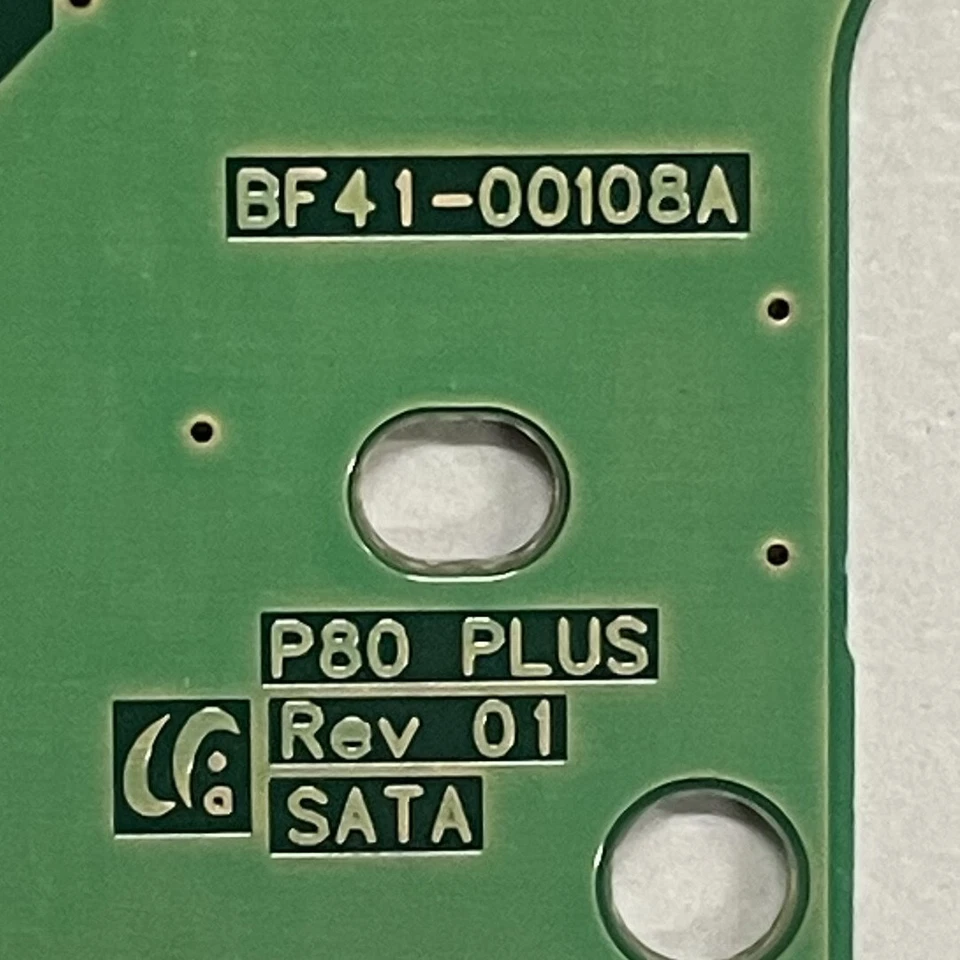 BF41-00108A
P80 PLUS
Rev 01
SATA